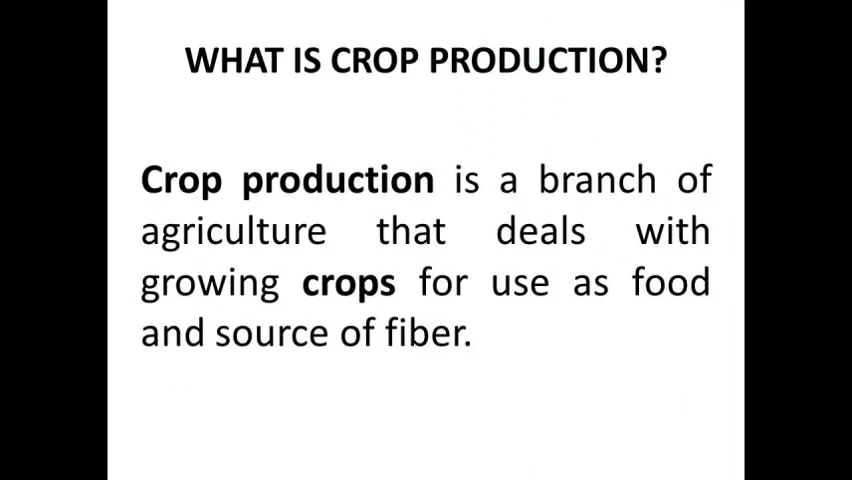 WHAT IS CROP PRODUCTION?
Crop production is a branch of
agriculture that deals with
growing crops for use as food
and source of fiber.